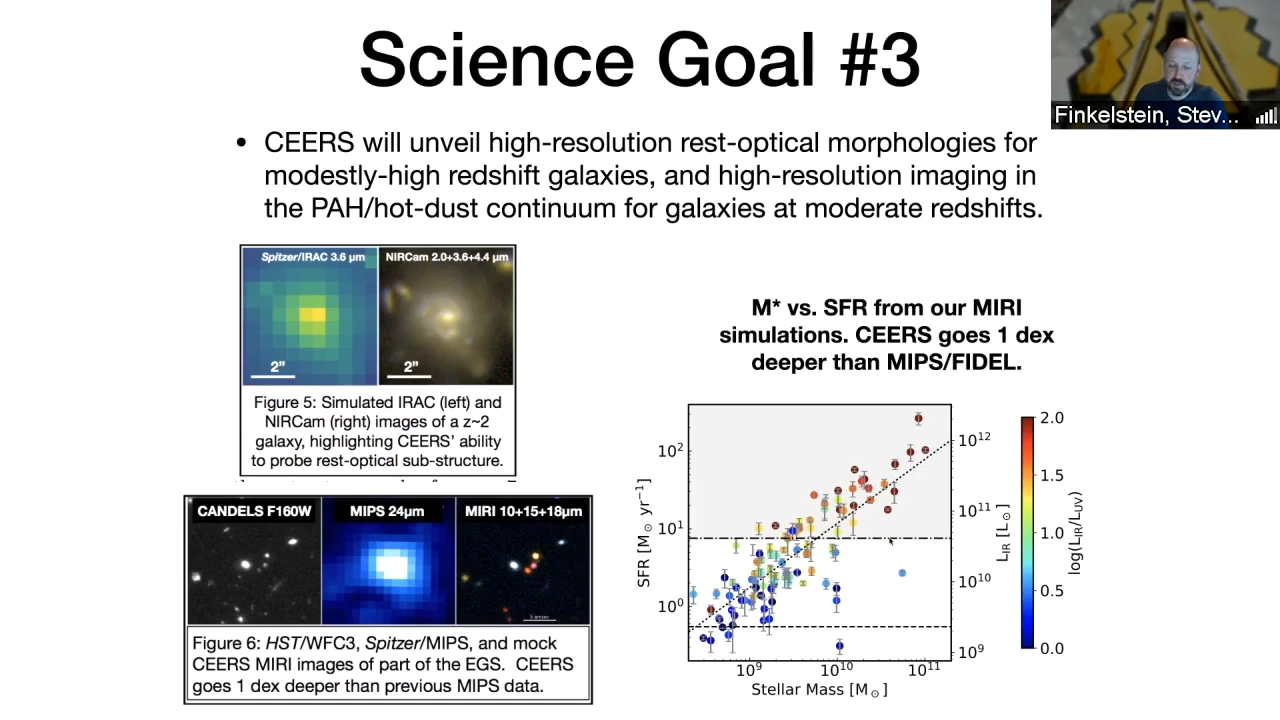 Science Goal #3
Finkelstein, Stev...
• CEERS will unveil high-resolution rest-optical morphologies for
modestly-high redshift galaxies, and high-resolution imaging in
the PAH/hot-dust continuum for galaxies at moderate redshifts.
Spitzer/IRAC 3.6 μm
NIRCam 2.0+3.6+4.4 μm
2”
2”
Figure 5: Simulated IRAC (left) and
NIRCam (right) images of a z~2
galaxy, highlighting CEERS’ ability
to probe rest-optical sub-structure.
CANDELS F160W
MIPS 24μm
MIRI 10+15+18μm
Figure 6: HST/WFC3, Spitzer/MIPS, and mock
CEERS MIRI images of part of the EGS. CEERS
goes 1 dex deeper than previous MIPS data.
M* vs. SFR from our MIRI
simulations. CEERS goes 1 dex
deeper than MIPS/FIDEL.
SFR [M⊙ yr⁻¹]
10²
10¹
10⁰
10⁹
10¹⁰
10¹¹
Stellar Mass [M⊙]
10¹²
10¹¹
10¹⁰
10⁹
L_IR [L⊙]
2.0
1.5
1.0
0.5
0.0
log(L_IR/L_UV)